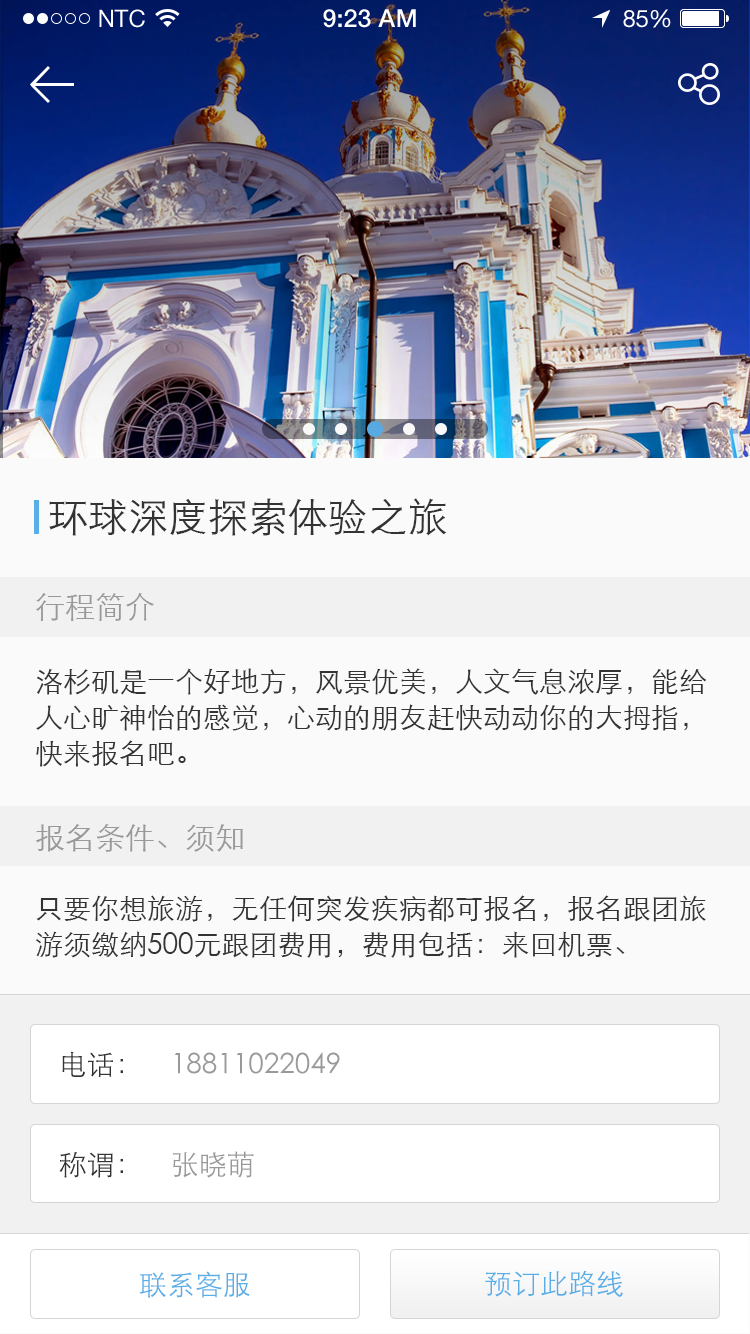 NTC 9:23 AM 85%
环球深度探索体验之旅
行程简介
洛杉矶是一个好地方，风景优美，人文气息浓厚，能给
人心旷神怡的感觉，心动的朋友赶快动动你的大拇指，
快来报名吧。
报名条件、须知
只要你想旅游，无任何突发疾病都可报名，报名跟团旅
游须缴纳500元跟团费用，费用包括：来回机票、
电话： 18811022049
称谓： 张晓萌
联系客服 预订此路线